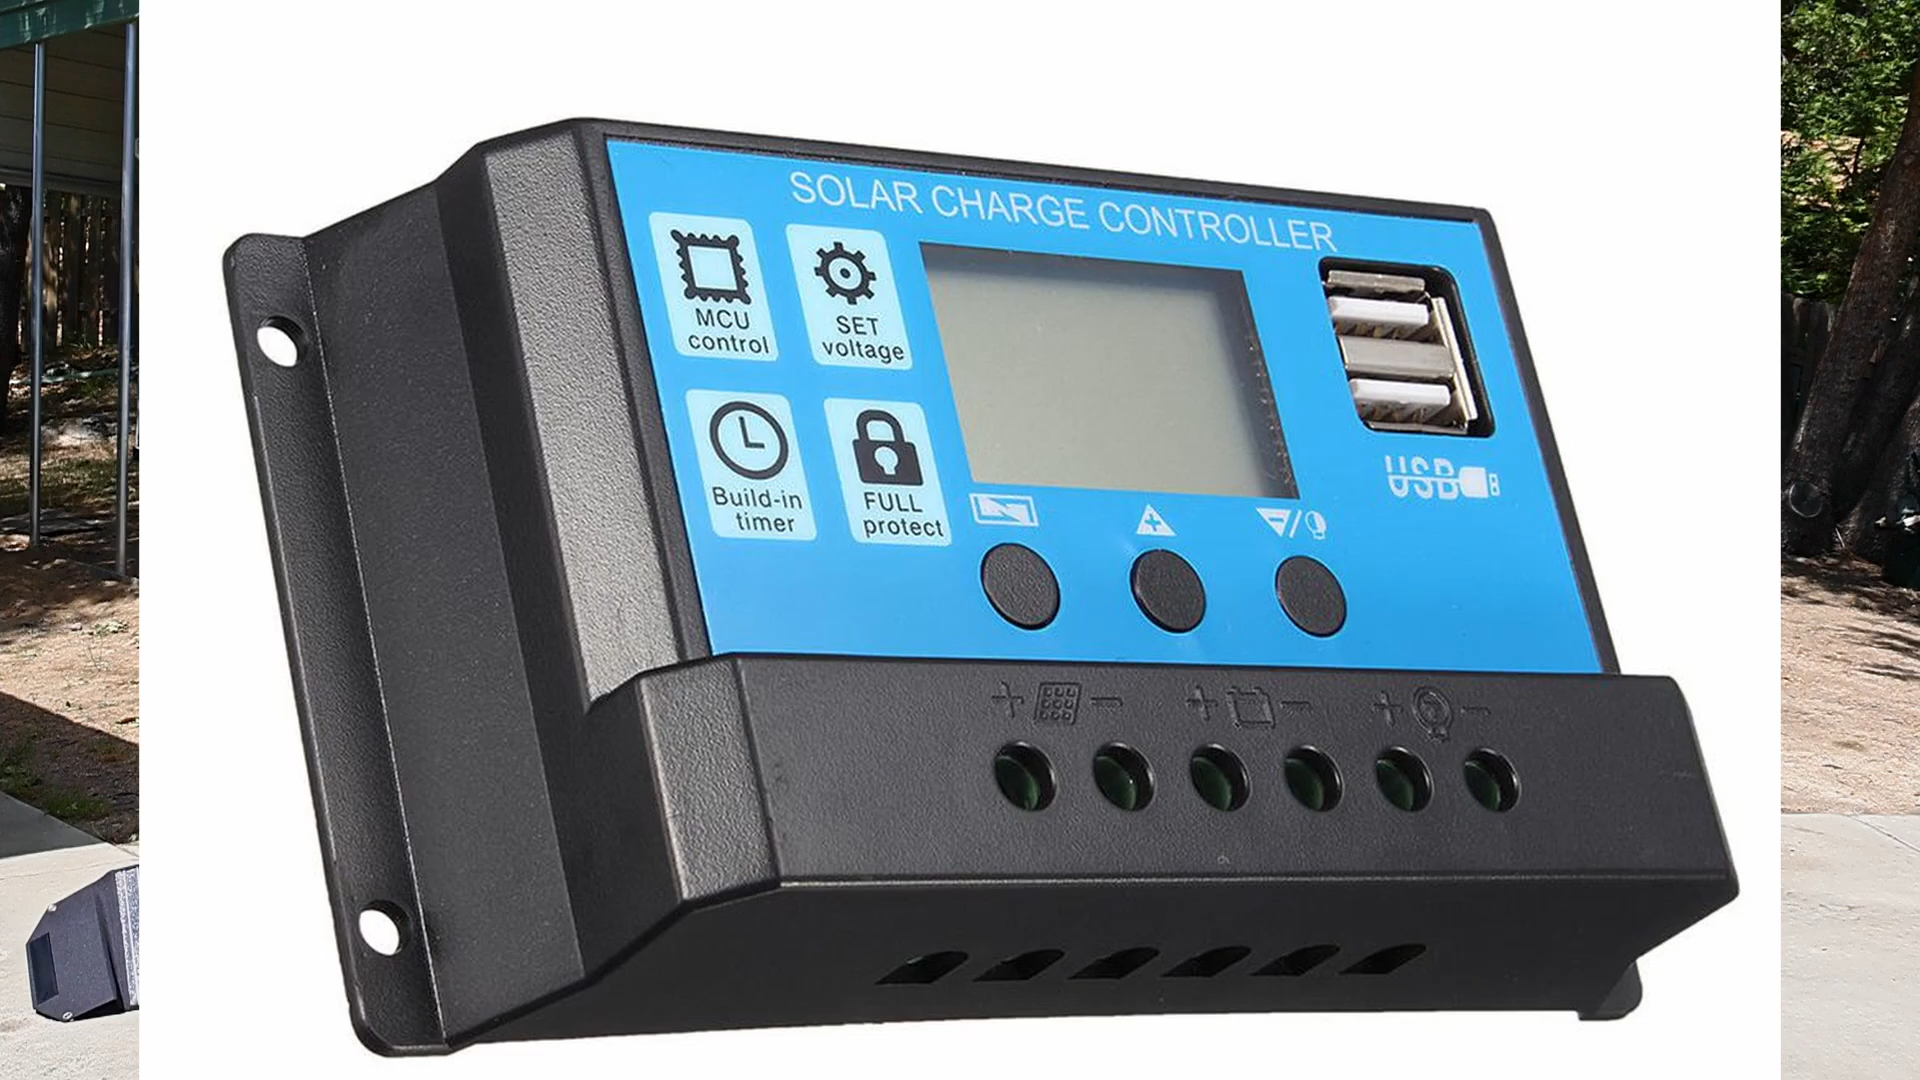 SOLAR CHARGE CONTROLLER
MCU
control
SET
voltage
Build-in
timer
FULL
protect
USB
+ -
+ -
+ -